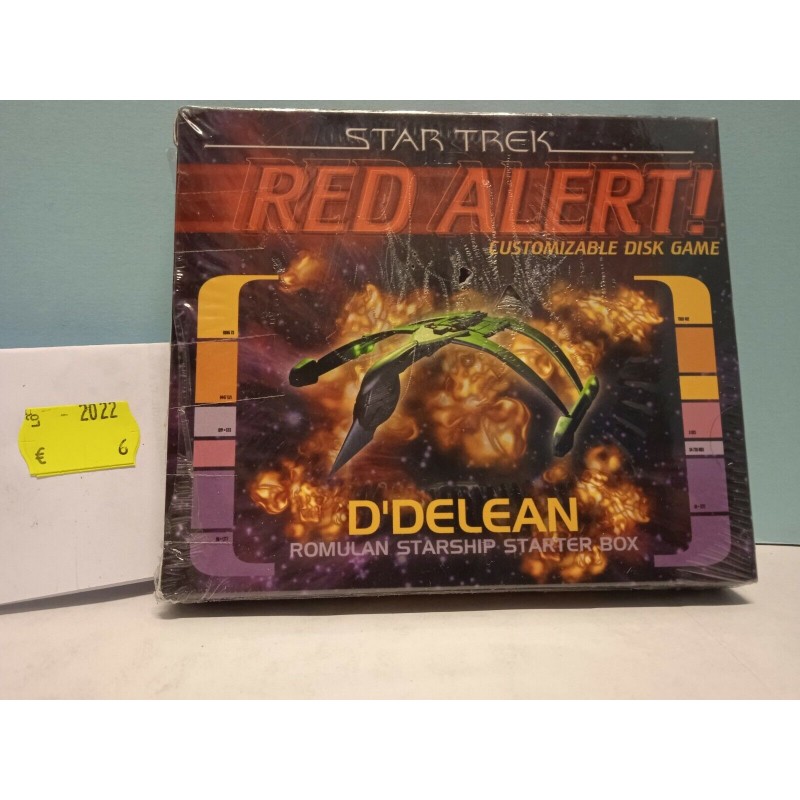 STAR TREK
RED ALERT!
CUSTOMIZABLE DISK GAME
D'DELEAN
ROMULAN STARSHIP STARTER BOX
- 2022
€ 6